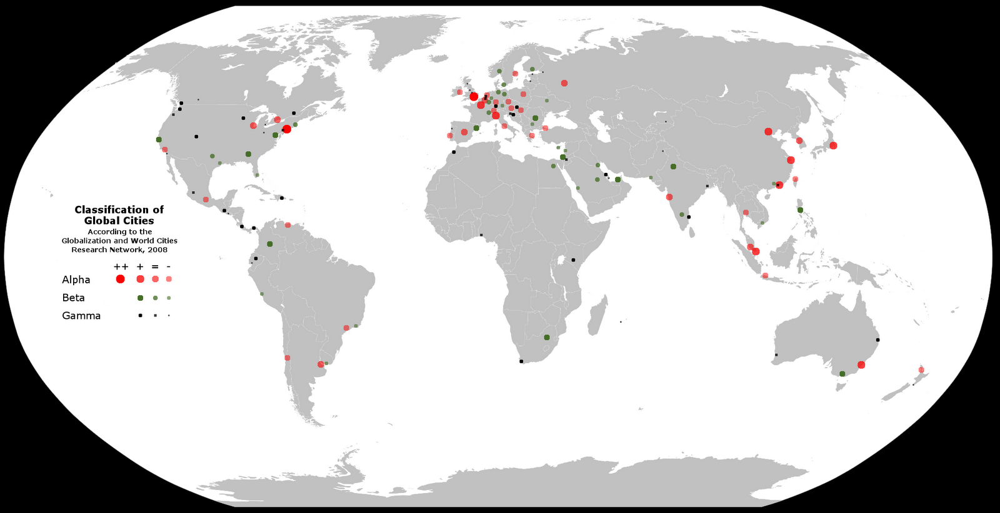 Classification of
Global Cities
According to the
Globalization and World Cities
Research Network, 2008
++ + = -
Alpha
Beta
Gamma